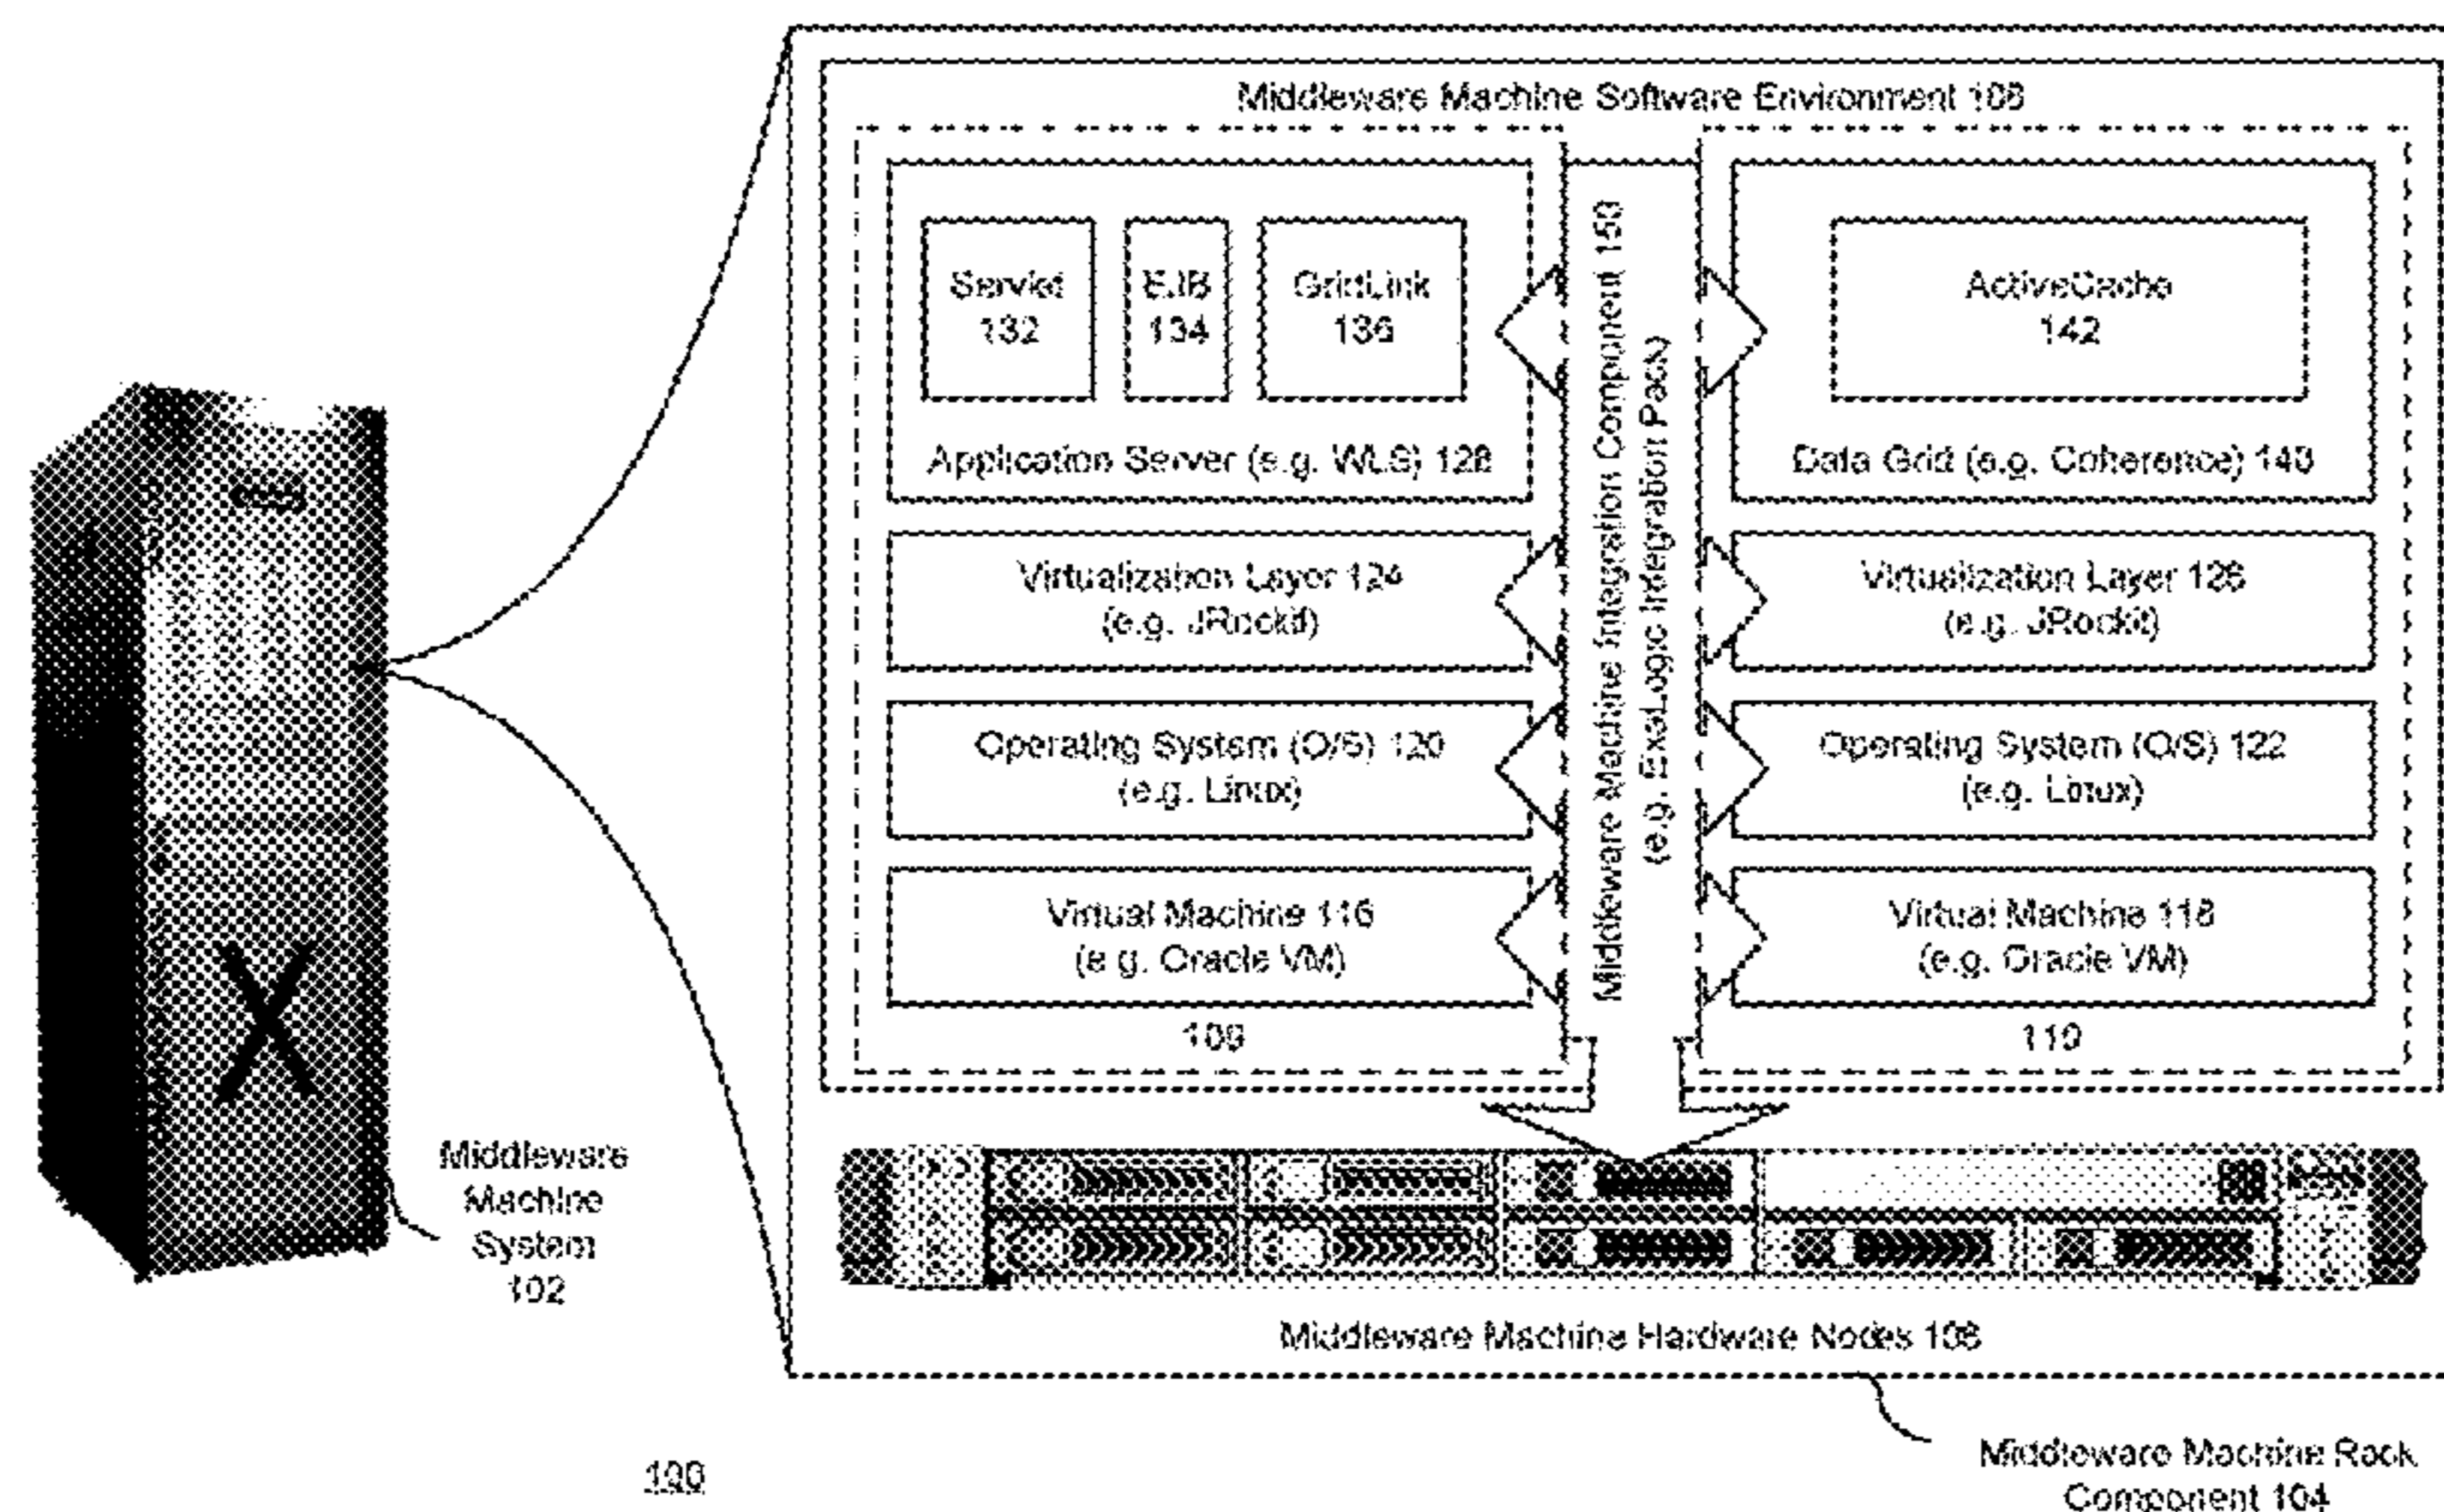 Middleware Machine Software Environment 108
Servlet
132
EJB
134
GridLink
136
Application Server (e.g. WLS) 128
ActiveCache
142
Data Grid (e.g. Coherence) 140
Middleware Machine Integration Component 150
(e.g. ExaLogic Integration Pack)
Virtualization Layer 124
(e.g. JRockit)
Virtualization Layer 126
(e.g. JRockit)
Operating System (O/S) 120
(e.g. Linux)
Operating System (O/S) 122
(e.g. Linux)
Virtual Machine 116
(e.g. Oracle VM)
Virtual Machine 118
(e.g. Oracle VM)
110
X
Middleware
Machine
System
102
Middleware Machine Hardware Nodes
Middleware Machine Rack
Component 104
100